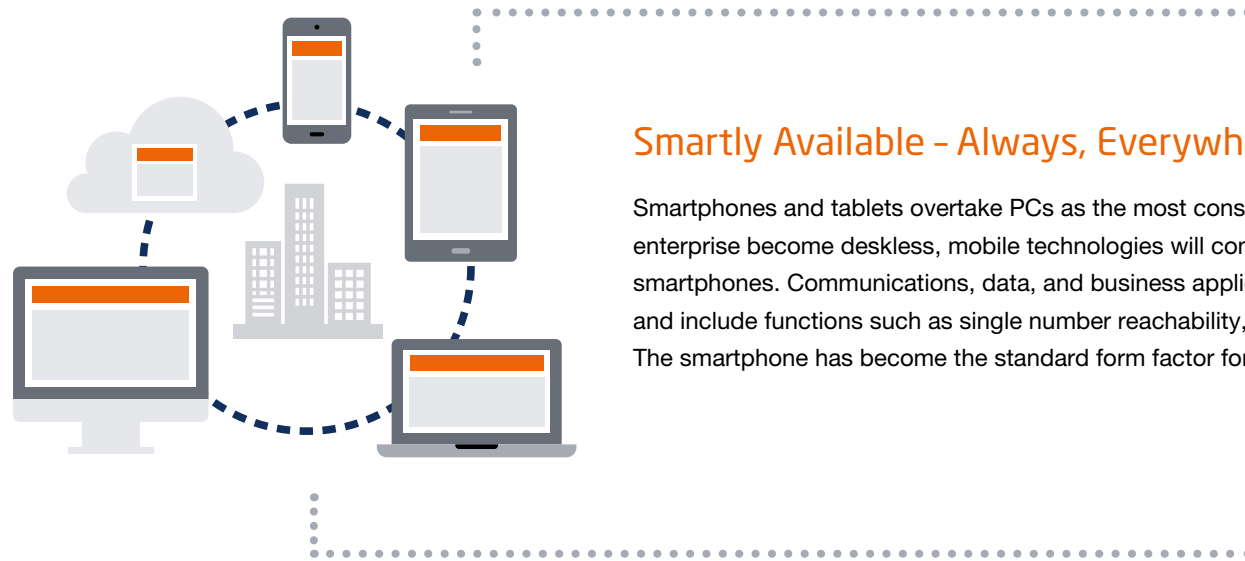 Smartly Available – Always, Everywh
Smartphones and tablets overtake PCs as the most cons
enterprise become deskless, mobile technologies will con
smartphones. Communications, data, and business appli
and include functions such as single number reachability,
The smartphone has become the standard form factor for